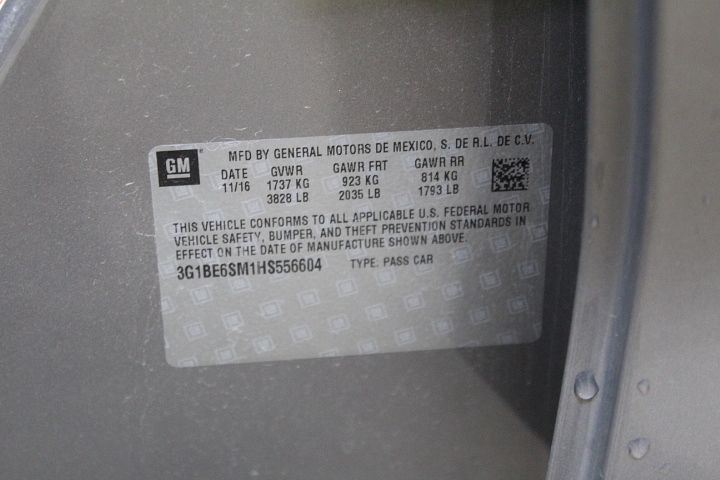 GM
MFD BY GENERAL MOTORS DE MEXICO, S. DE R.L. DE C.V.
DATE GVWR GAWR FRT GAWR RR
11/16 1737 KG 923 KG 814 KG
3828 LB 2035 LB 1793 LB
THIS VEHICLE CONFORMS TO ALL APPLICABLE U.S. FEDERAL MOTOR
VEHICLE SAFETY, BUMPER, AND THEFT PREVENTION STANDARDS IN
EFFECT ON THE DATE OF MANUFACTURE SHOWN ABOVE.
3G1BE6SM1HS556604 TYPE: PASS CAR